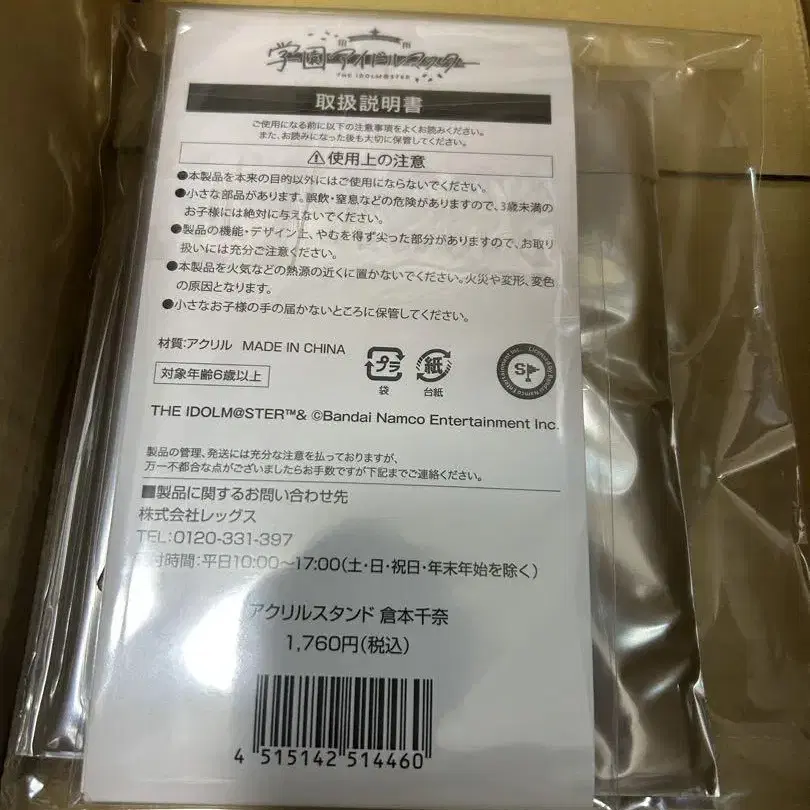 学園アイドルマスター
THE IDOLM@STER
取扱説明書
ご使用になる前に以下の注意事項をよくお読みください。
また、お読みになった後も大切に保管してください。
⚠使用上の注意
●本製品を本来の目的以外にはご使用にならないでください。
●小さな部品があります。誤飲・窒息などの危険がありますので、3歳未満の
お子様には絶対に与えないでください。
●製品の機能・デザイン上、やむを得ず尖った部分がありますので、お取り
扱いには充分ご注意ください。
●本製品を火気などの熱源の近くに置かないでください。火災や変形、変色
の原因となります。
●小さなお子様の手の届かないところに保管してください。
材質:アクリル MADE IN CHINA
対象年齢6歳以上
プラ
袋
紙
台紙
Licensed by Bandai Namco Entertainment Inc.
S
THE IDOLM@STER™& ©Bandai Namco Entertainment Inc.
製品の管理、発送には充分な注意を払っておりますが、
万一不都合な点がございましたらお手数ですが下記までご連絡ください。
■製品に関するお問い合わせ先
株式会社レッグス
TEL:0120-331-397
付時間:平日10:00〜17:00(土・日・祝日・年末年始を除く)
アクリルスタンド 倉本千奈
1,760円(税込)
4 515142 514460